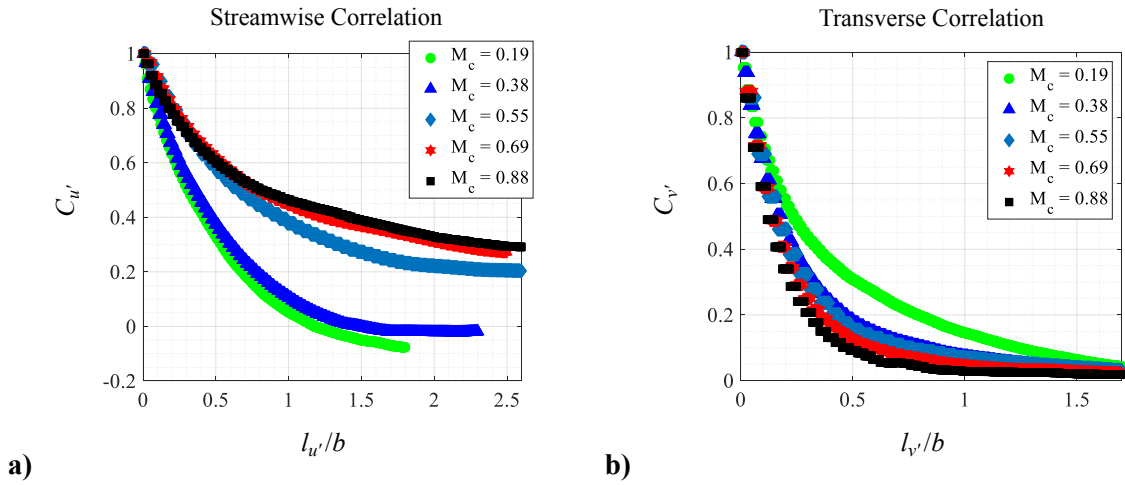 Streamwise Correlation
1
0.8
0.6
0.4
0.2
0
-0.2
C_u'
0 0.5 1 1.5 2 2.5
l_u'/b
M_c = 0.19
M_c = 0.38
M_c = 0.55
M_c = 0.69
M_c = 0.88
a)
Transverse Correlation
1
0.8
0.6
0.4
0.2
0
C_v'
0 0.5 1 1.5
l_v'/b
M_c = 0.19
M_c = 0.38
M_c = 0.55
M_c = 0.69
M_c = 0.88
b)